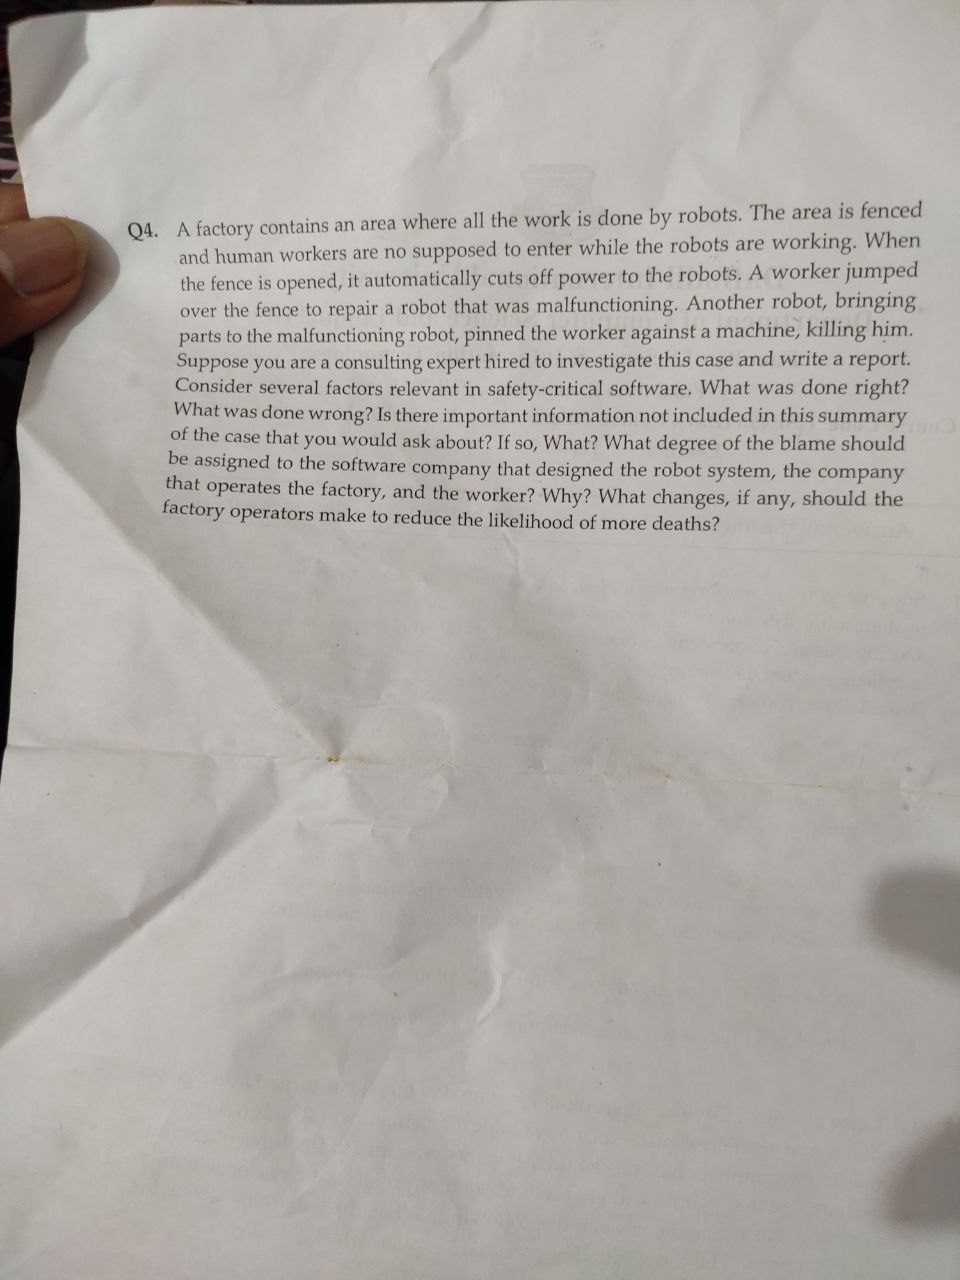 Q4. A factory contains an area where all the work is done by robots. The area is fenced
and human workers are no supposed to enter while the robots are working. When
the fence is opened, it automatically cuts off power to the robots. A worker jumped
over the fence to repair a robot that was malfunctioning. Another robot, bringing
parts to the malfunctioning robot, pinned the worker against a machine, killing him.
Suppose you are a consulting expert hired to investigate this case and write a report.
Consider several factors relevant in safety-critical software. What was done right?
What was done wrong? Is there important information not included in this summary
of the case that you would ask about? If so, What? What degree of the blame should
be assigned to the software company that designed the robot system, the company
that operates the factory, and the worker? Why? What changes, if any, should the
factory operators make to reduce the likelihood of more deaths?